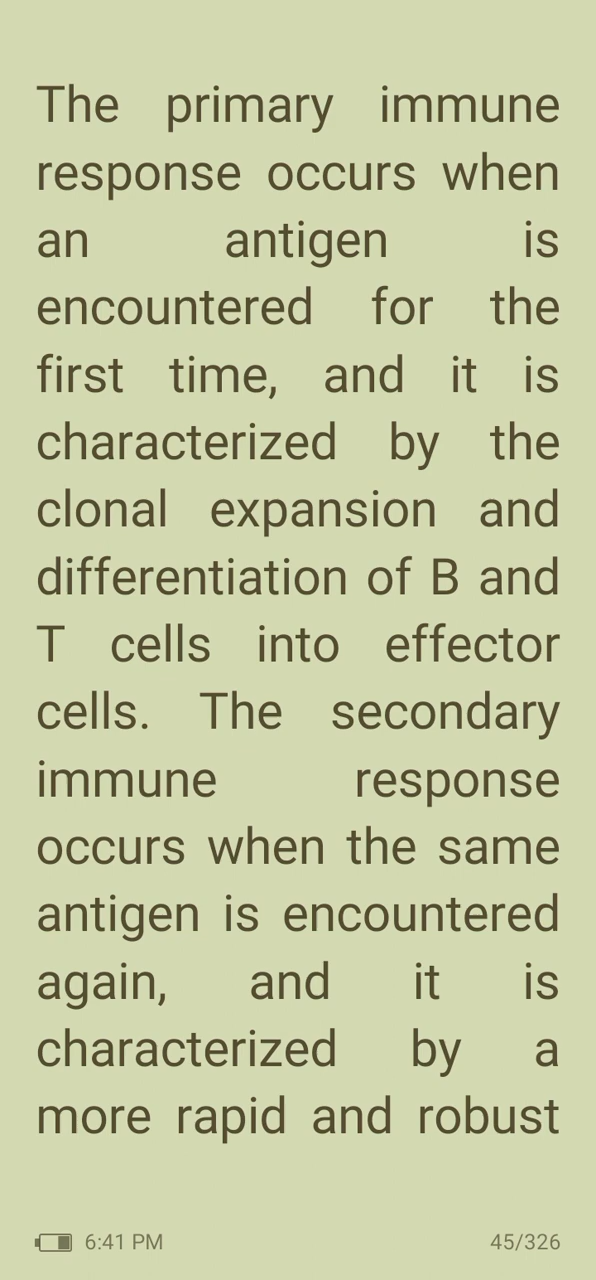 The primary immune
response occurs when
an antigen is
encountered for the
first time, and it is
characterized by the
clonal expansion and
differentiation of B and
T cells into effector
cells. The secondary
immune response
occurs when the same
antigen is encountered
again, and it is
characterized by a
more rapid and robust
6:41 PM 45/326